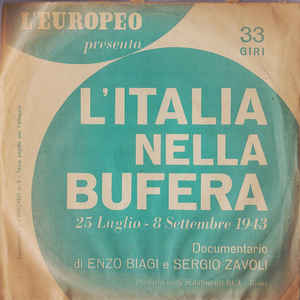 L'EUROPEO
presenta
33
GIRI
L'ITALIA
NELLA
BUFERA
25 Luglio - 8 Settembre 1943
Documentario
di ENZO BIAGI e SERGIO ZAVOLI